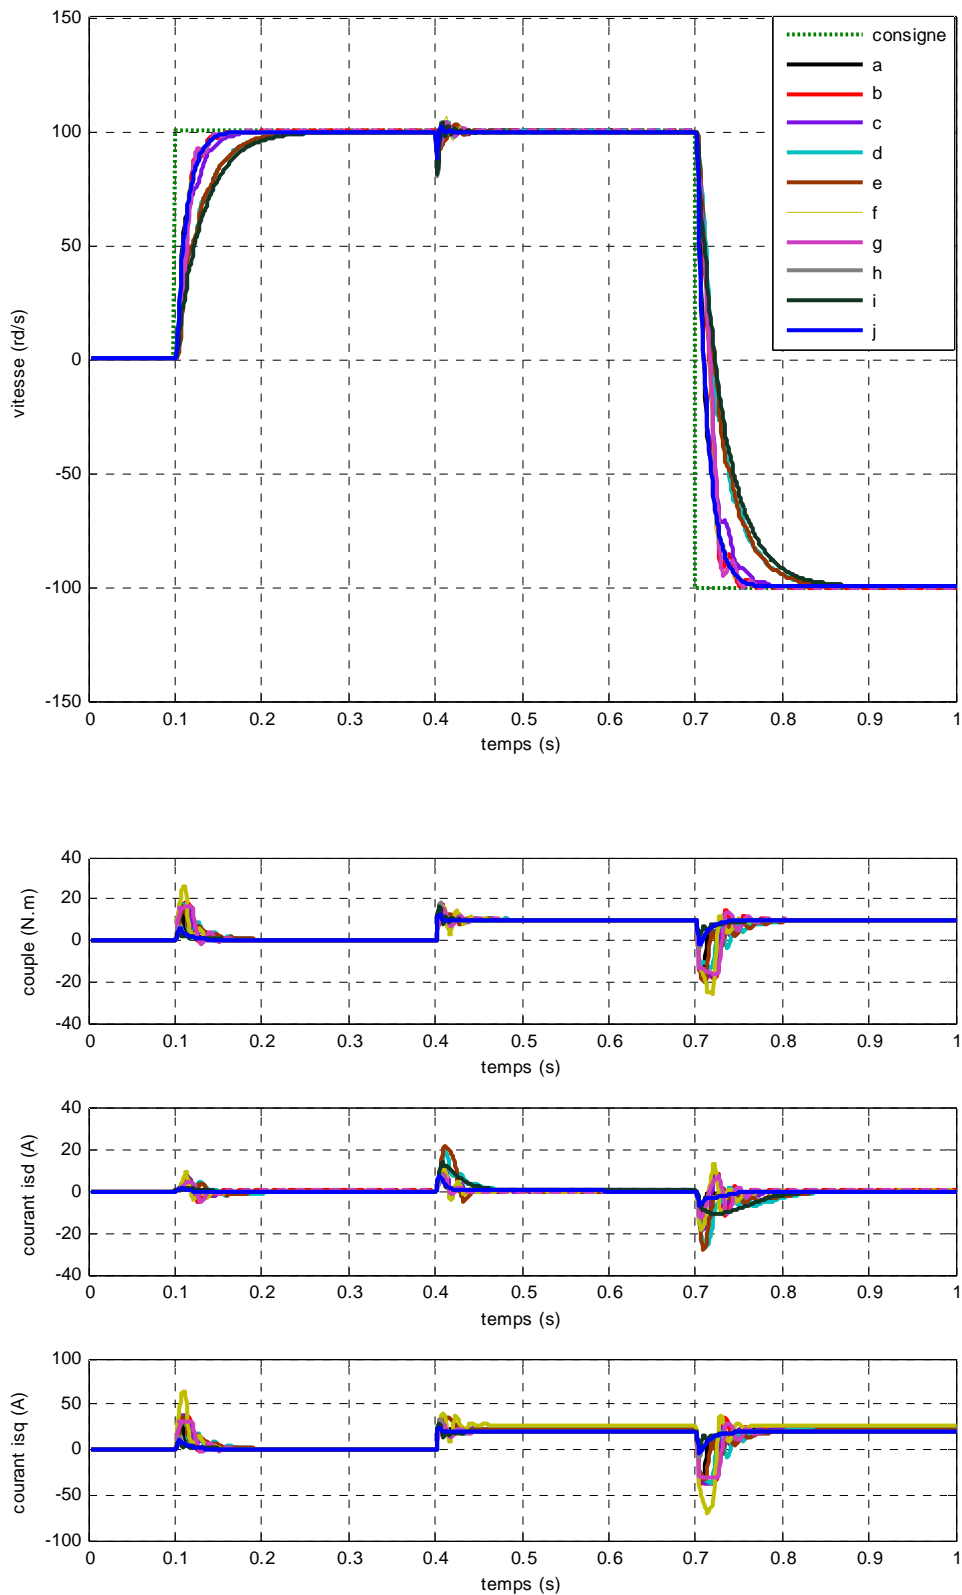 150
100
50
0
-50
-100
-150
vitesse (rd/s)
consigne
a
b
c
d
e
f
g
h
i
j
0 0.1 0.2 0.3 0.4 0.5 0.6 0.7 0.8 0.9 1
temps (s)
40
20
0
-20
-40
couple (N.m)
0 0.1 0.2 0.3 0.4 0.5 0.6 0.7 0.8 0.9 1
temps (s)
40
20
0
-20
-40
courant isd (A)
0 0.1 0.2 0.3 0.4 0.5 0.6 0.7 0.8 0.9 1
temps (s)
100
50
0
-50
-100
courant isq (A)
0 0.1 0.2 0.3 0.4 0.5 0.6 0.7 0.8 0.9 1
temps (s)